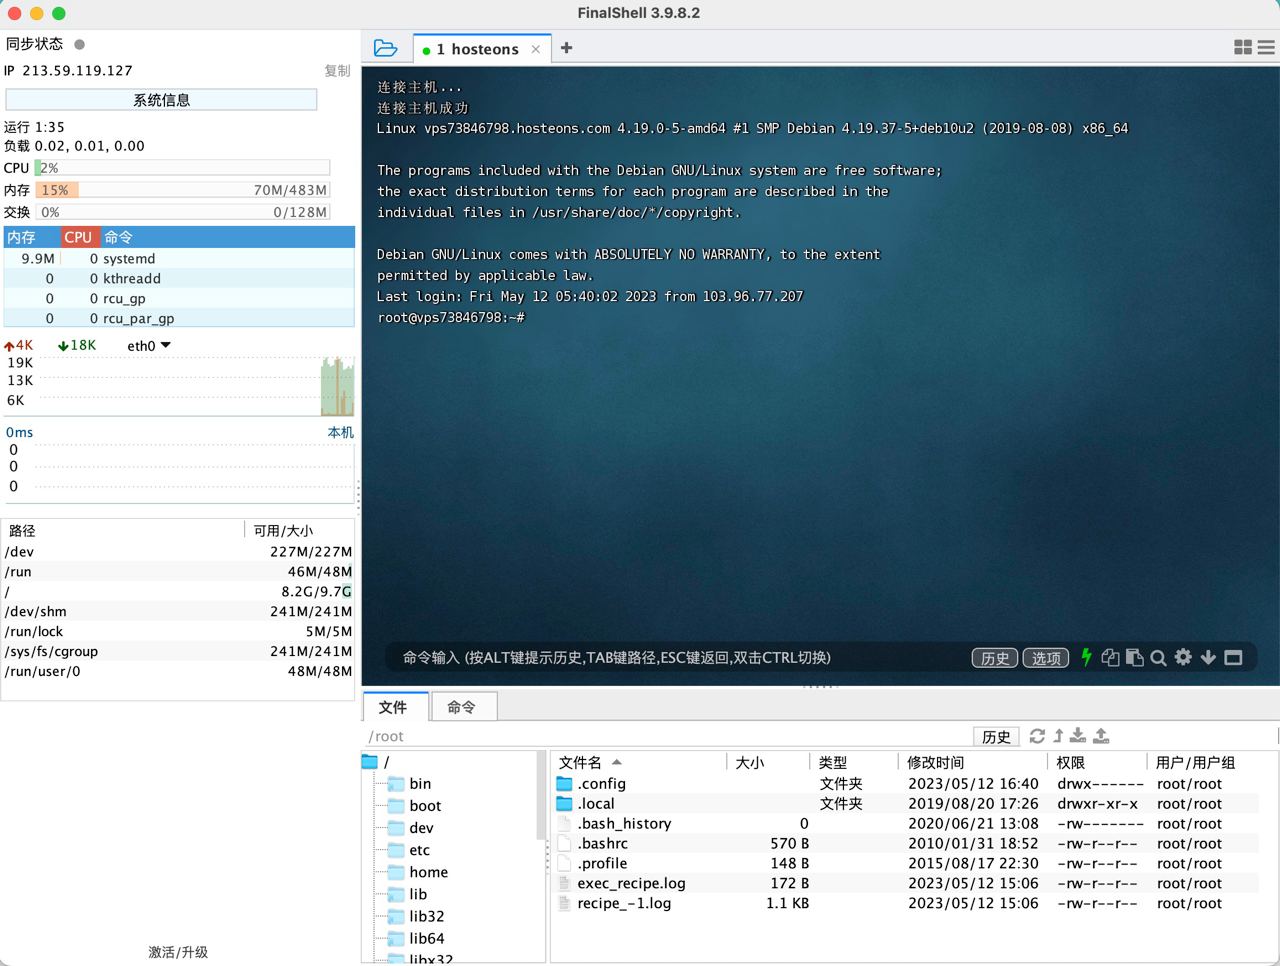 FinalShell 3.9.8.2
同步状态
IP 213.59.119.127
复制
系统信息
运行 1:35
负载 0.02, 0.01, 0.00
CPU 2%
内存 15% 70M/483M
交换 0% 0/128M
内存 CPU 命令
9.9M 0 systemd
0 0 kthreadd
0 0 rcu_gp
0 0 rcu_par_gp
4K 18K eth0
19K
13K
6K
0ms 本机
0
0
0
路径 可用/大小
/dev 227M/227M
/run 46M/48M
/ 8.2G/9.7G
/dev/shm 241M/241M
/run/lock 5M/5M
/sys/fs/cgroup 241M/241M
/run/user/0 48M/48M
激活/升级
1 hosteons
连接主机...
连接主机成功
Linux vps73846798.hosteons.com 4.19.0-5-amd64 #1 SMP Debian 4.19.37-5+deb10u2 (2019-08-08) x86_64
The programs included with the Debian GNU/Linux system are free software;
the exact distribution terms for each program are described in the
individual files in /usr/share/doc/*/copyright.
Debian GNU/Linux comes with ABSOLUTELY NO WARRANTY, to the extent
permitted by applicable law.
Last login: Fri May 12 05:40:02 2023 from 103.96.77.207
root@vps73846798:~#
命令输入 (按ALT键提示历史,TAB键路径,ESC键返回,双击CTRL切换) 历史 选项
文件 命令
/root 历史
/
bin
boot
dev
etc
home
lib
lib32
lib64
libx32
文件名 大小 类型 修改时间 权限 用户/用户组
.config 文件夹 2023/05/12 16:40 drwx------ root/root
.local 文件夹 2019/08/20 17:26 drwxr-xr-x root/root
.bash_history 0 2020/06/21 13:08 -rw------- root/root
.bashrc 570 B 2010/01/31 18:52 -rw-r--r-- root/root
.profile 148 B 2015/08/17 22:30 -rw-r--r-- root/root
exec_recipe.log 172 B 2023/05/12 15:06 -rw-r--r-- root/root
recipe_-1.log 1.1 KB 2023/05/12 15:06 -rw-r--r-- root/root